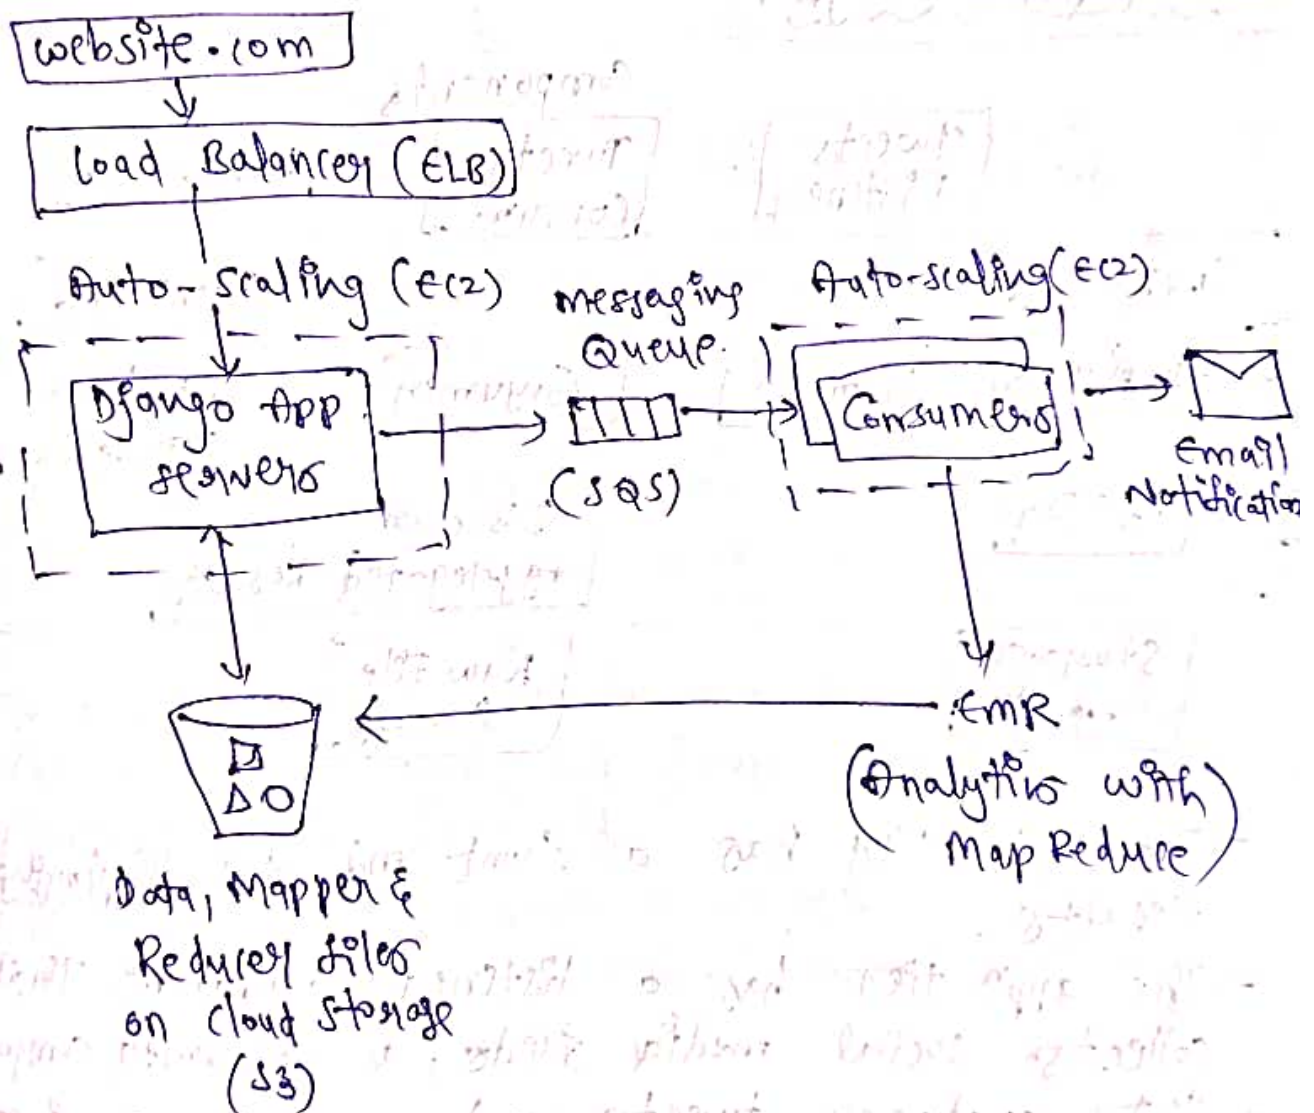 website.com
Load Balancer (ELB)
Auto-scaling (EC2)
Messaging
Queue.
Auto-scaling (EC2)
Django App
servers
Consumers
(SQS)
Email
Notification
EMR
(Analytics with
Map Reduce)
Data, Mapper &
Reducer files
on cloud storage
(S3)